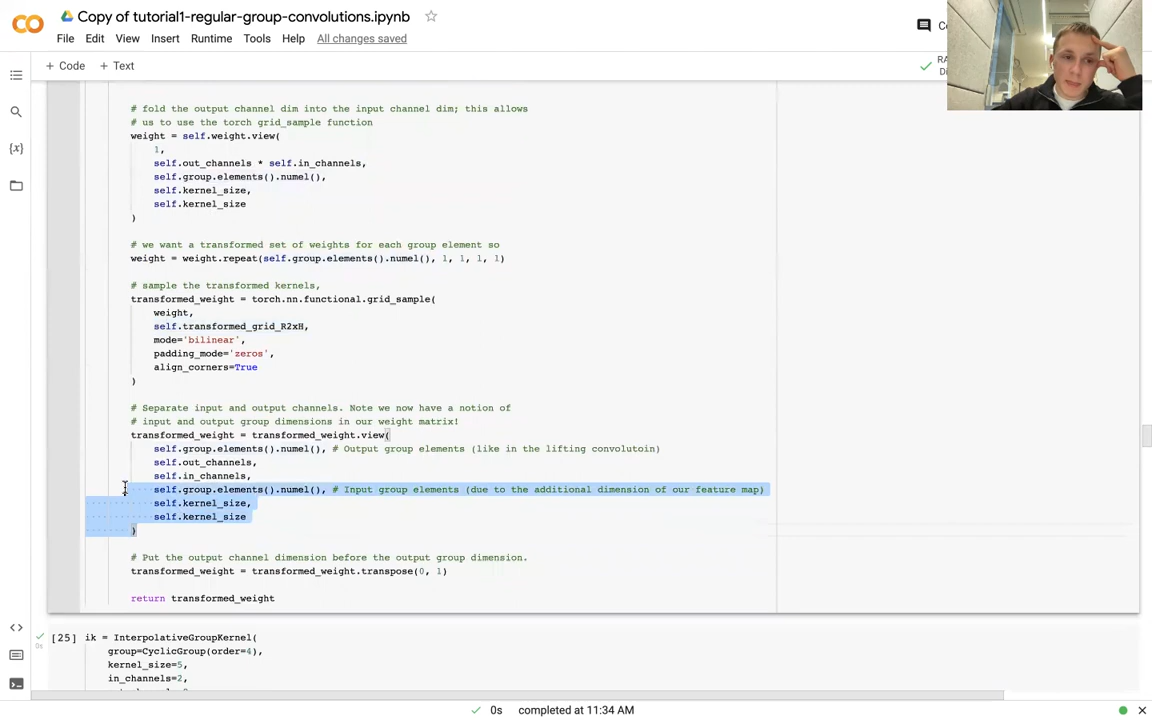 Copy of tutorial1-regular-group-convolutions.ipynb
File Edit View Insert Runtime Tools Help All changes saved
+ Code + Text
# fold the output channel dim into the input channel dim; this allows
# us to use the torch grid_sample function
weight = self.weight.view(
1,
self.out_channels * self.in_channels,
self.group.elements().numel(),
self.kernel_size,
self.kernel_size
)
# we want a transformed set of weights for each group element so
weight = weight.repeat(self.group.elements().numel(), 1, 1, 1, 1)
# sample the transformed kernels,
transformed_weight = torch.nn.functional.grid_sample(
weight,
self.transformed_grid_R2xH,
mode='bilinear',
padding_mode='zeros',
align_corners=True
)
# Separate input and output channels. Note we now have a notion of
# input and output group dimensions in our weight matrix!
transformed_weight = transformed_weight.view(
self.group.elements().numel(), # Output group elements (like in the lifting convolutoin)
self.out_channels,
self.in_channels,
self.group.elements().numel(), # Input group elements (due to the additional dimension of our feature map)
self.kernel_size,
self.kernel_size
)
# Put the output channel dimension before the output group dimension.
transformed_weight = transformed_weight.transpose(0, 1)
return transformed_weight
[25] ik = InterpolativeGroupKernel(
0s
group=CyclicGroup(order=4),
kernel_size=5,
in_channels=2,
0s completed at 11:34 AM